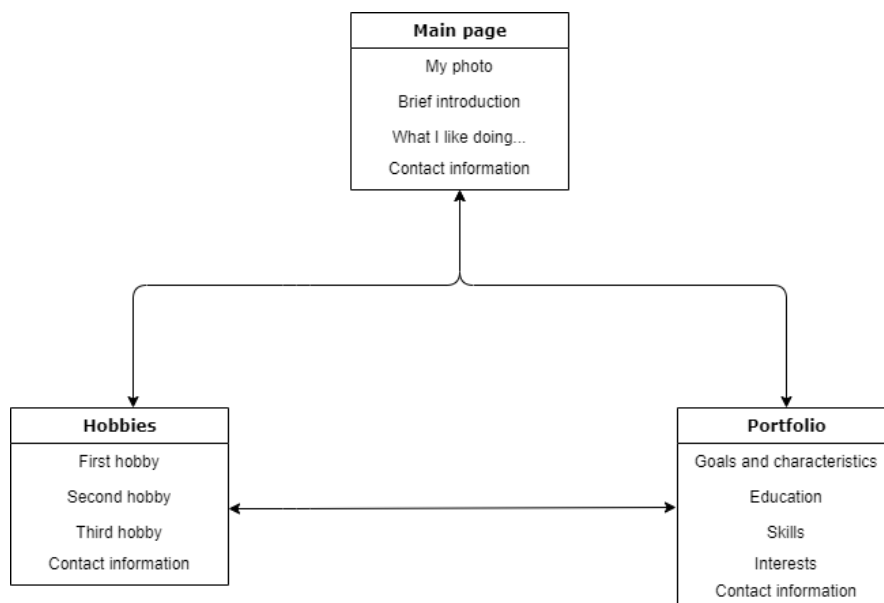 Main page
My photo
Brief introduction
What I like doing...
Contact information
Hobbies
First hobby
Second hobby
Third hobby
Contact information
Portfolio
Goals and characteristics
Education
Skills
Interests
Contact information